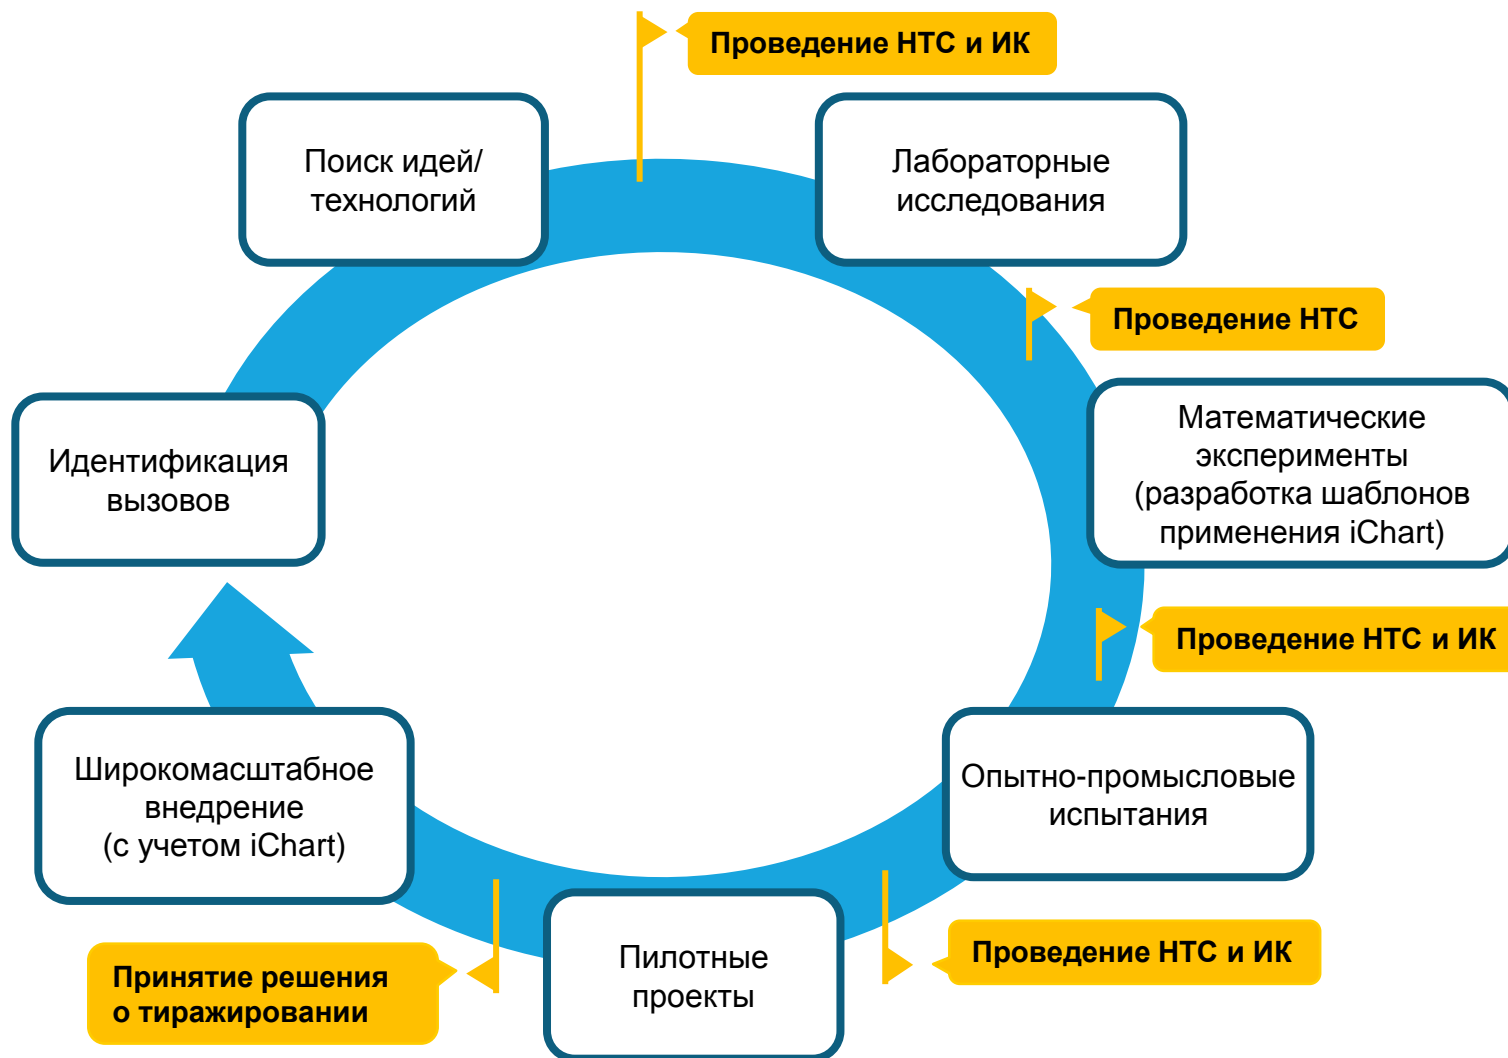 Проведение НТС и ИК
Поиск идей/
технологий
Лабораторные
исследования
Проведение НТС
Математические
эксперименты
(разработка шаблонов
применения iChart)
Идентификация
вызовов
Проведение НТС и ИК
Широкомасштабное
внедрение
(с учетом iChart)
Опытно-промысловые
испытания
Проведение НТС и ИК
Пилотные
проекты
Принятие решения
о тиражировании